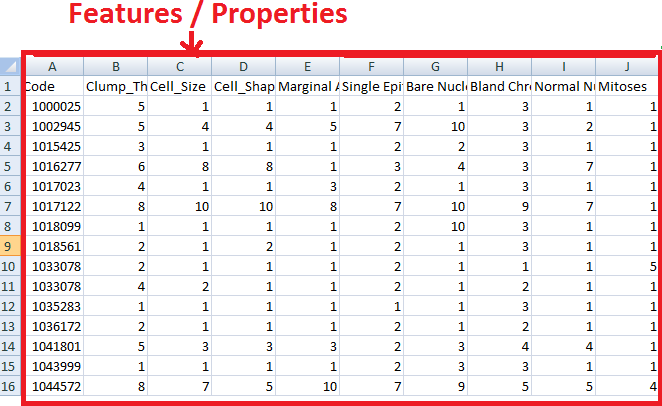 Features / Properties
A B C D E F G H I J
1 Code Clump_Th Cell_Size Cell_Shap Marginal A Single Epi Bare Nucle Bland Chro Normal Nu Mitoses
2 1000025 5 1 1 1 2 1 3 1 1
3 1002945 5 4 4 5 7 10 3 2 1
4 1015425 3 1 1 1 2 2 3 1 1
5 1016277 6 8 8 1 3 4 3 7 1
6 1017023 4 1 1 3 2 1 3 1 1
7 1017122 8 10 10 8 7 10 9 7 1
8 1018099 1 1 1 1 2 10 3 1 1
9 1018561 2 1 2 1 2 1 3 1 1
10 1033078 2 1 1 1 2 1 1 1 5
11 1033078 4 2 1 1 2 1 2 1 1
12 1035283 1 1 1 1 1 1 3 1 1
13 1036172 2 1 1 1 2 1 2 1 1
14 1041801 5 3 3 3 2 3 4 4 1
15 1043999 1 1 1 1 2 3 3 1 1
16 1044572 8 7 5 10 7 9 5 5 4